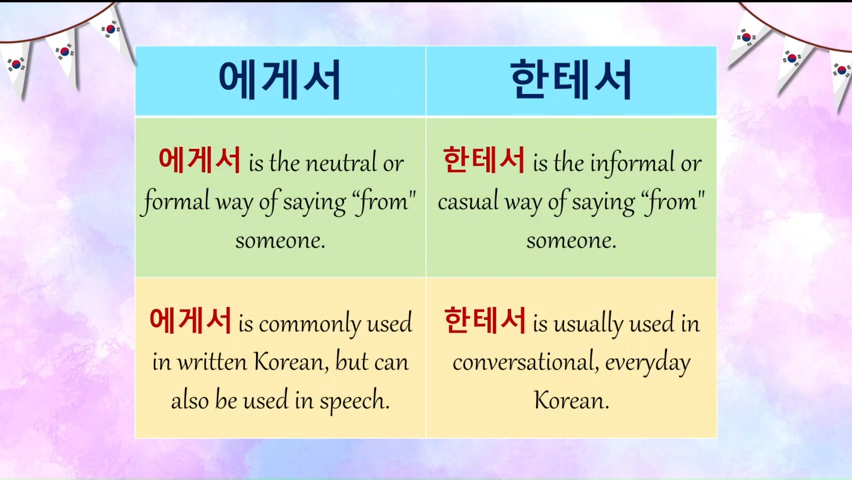 에게서
한테서
에게서 is the neutral or
formal way of saying “from"
someone.
한테서 is the informal or
casual way of saying “from"
someone.
에게서 is commonly used
in written Korean, but can
also be used in speech.
한테서 is usually used in
conversational, everyday
Korean.